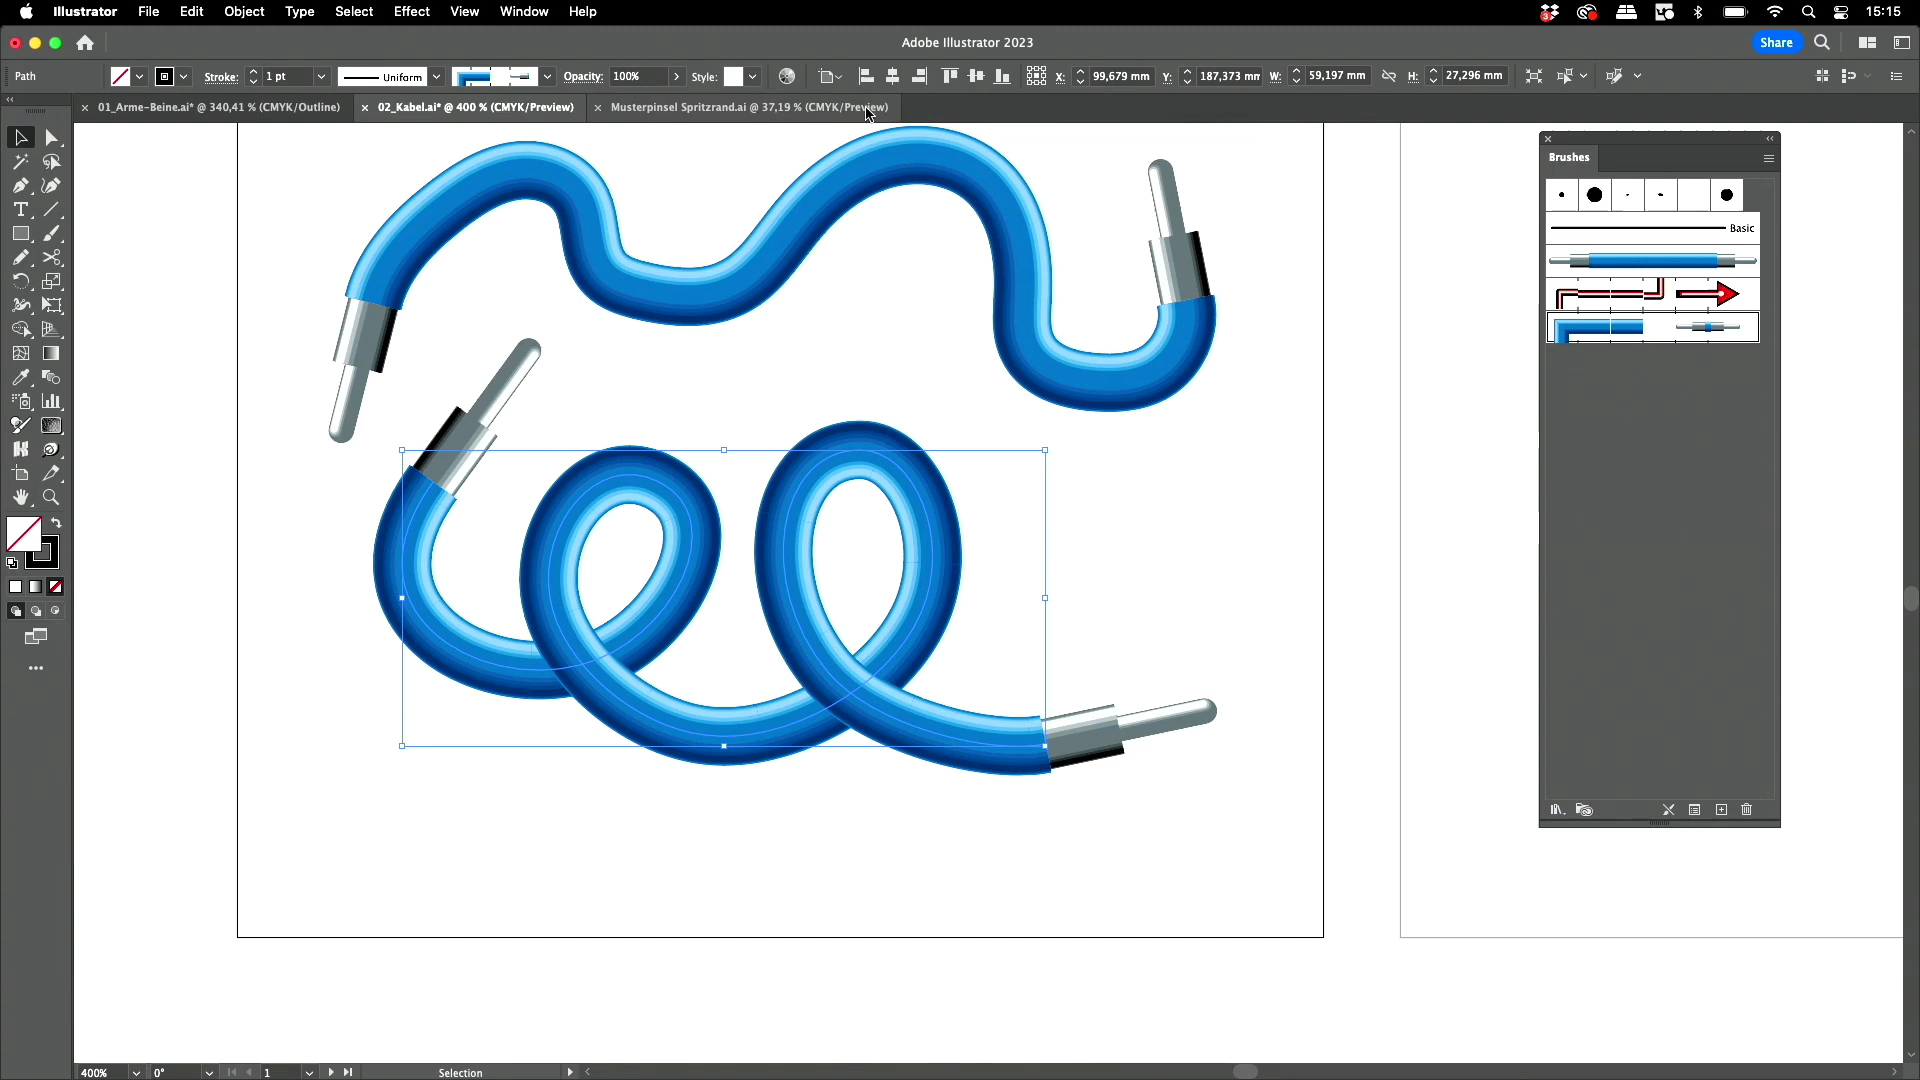 Illustrator File Edit Object Type Select Effect View Window Help 3 15:15
Adobe Illustrator 2023 Share
Path Stroke: 1 pt Uniform Opacity: 100% Style: X: 99,679 mm Y: 187,373 mm W: 59,197 mm H: 27,296 mm
01_Arme-Beine.ai* @ 340,41 % (CMYK/Outline) 02_Kabel.ai* @ 400 % (CMYK/Preview) Musterpinsel Spritzrand.ai @ 37,19 % (CMYK/Preview)
Brushes
Basic
400% 0° 1 Selection